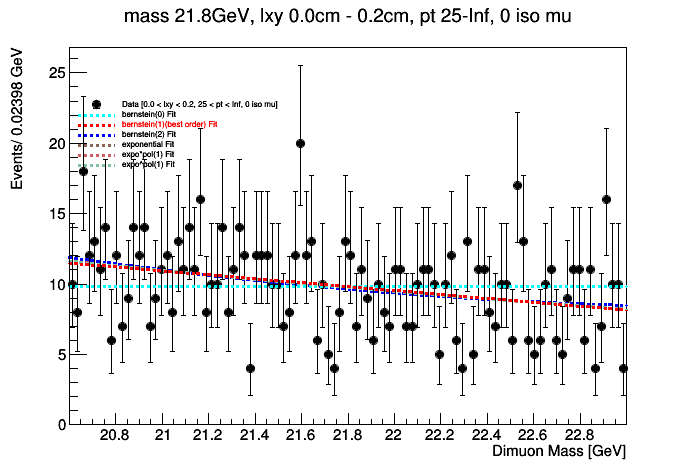 mass 21.8GeV, lxy 0.0cm - 0.2cm, pt 25-Inf, 0 iso mu
Events/ 0.02398 GeV
25
20
15
10
5
0
Data [0.0 < lxy < 0.2, 25 < pt < Inf, 0 iso mu]
bernstein(0) Fit
bernstein(1)(best order) Fit
bernstein(2) Fit
exponential Fit
expo*pol(1) Fit
expo*pol(1) Fit
20.8 21 21.2 21.4 21.6 21.8 22 22.2 22.4 22.6 22.8
Dimuon Mass [GeV]